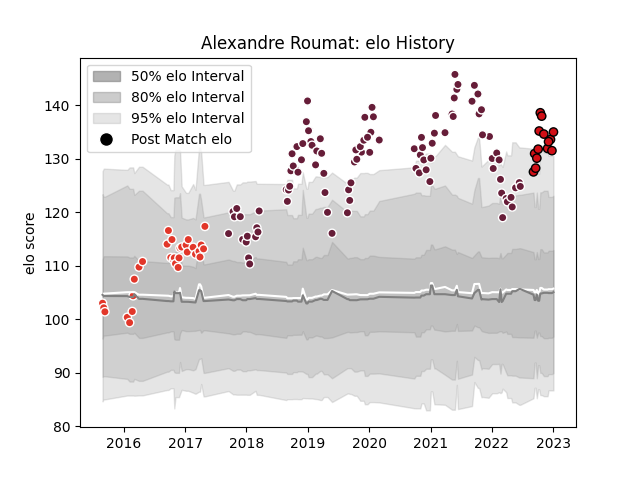 Alexandre Roumat: elo History
50% elo Interval
80% elo Interval
95% elo Interval
Post Match elo
elo score
140
130
120
110
100
90
80
2016 2017 2018 2019 2020 2021 2022 2023